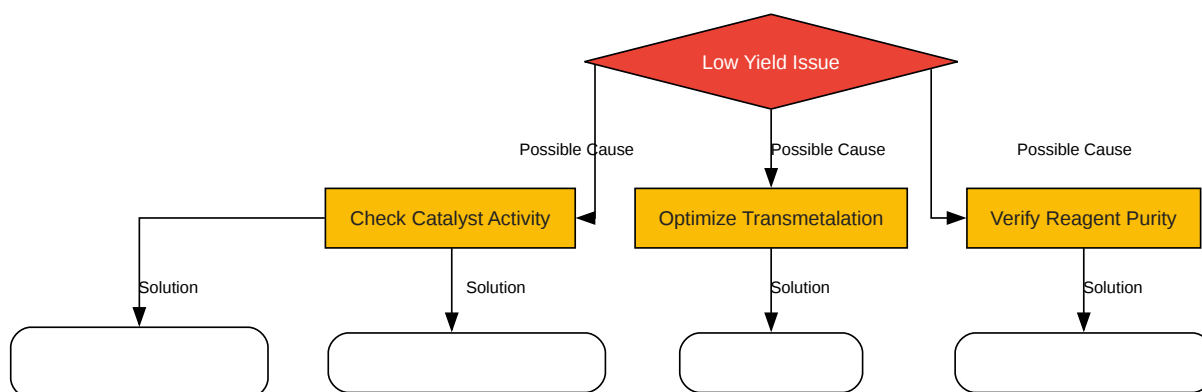 Low Yield Issue
Possible Cause
Possible Cause
Possible Cause
Check Catalyst Activity
Optimize Transmetalation
Verify Reagent Purity
Solution
Solution
Solution
Solution